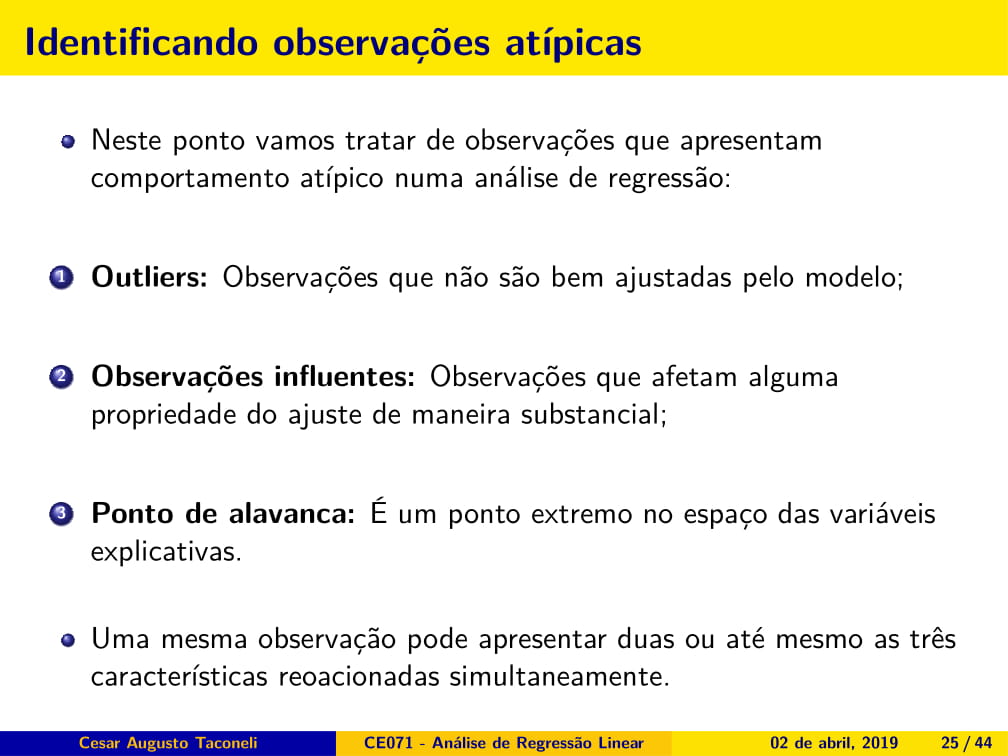 Identificando observações atípicas
Neste ponto vamos tratar de observações que apresentam
comportamento atípico numa análise de regressão:
1 Outliers: Observações que não são bem ajustadas pelo modelo;
2 Observações influentes: Observações que afetam alguma
propriedade do ajuste de maneira substancial;
3 Ponto de alavanca: É um ponto extremo no espaço das variáveis
explicativas.
Uma mesma observação pode apresentar duas ou até mesmo as três
características reoacionadas simultaneamente.
Cesar Augusto Taconeli CE071 - Análise de Regressão Linear 02 de abril, 2019 25 / 44